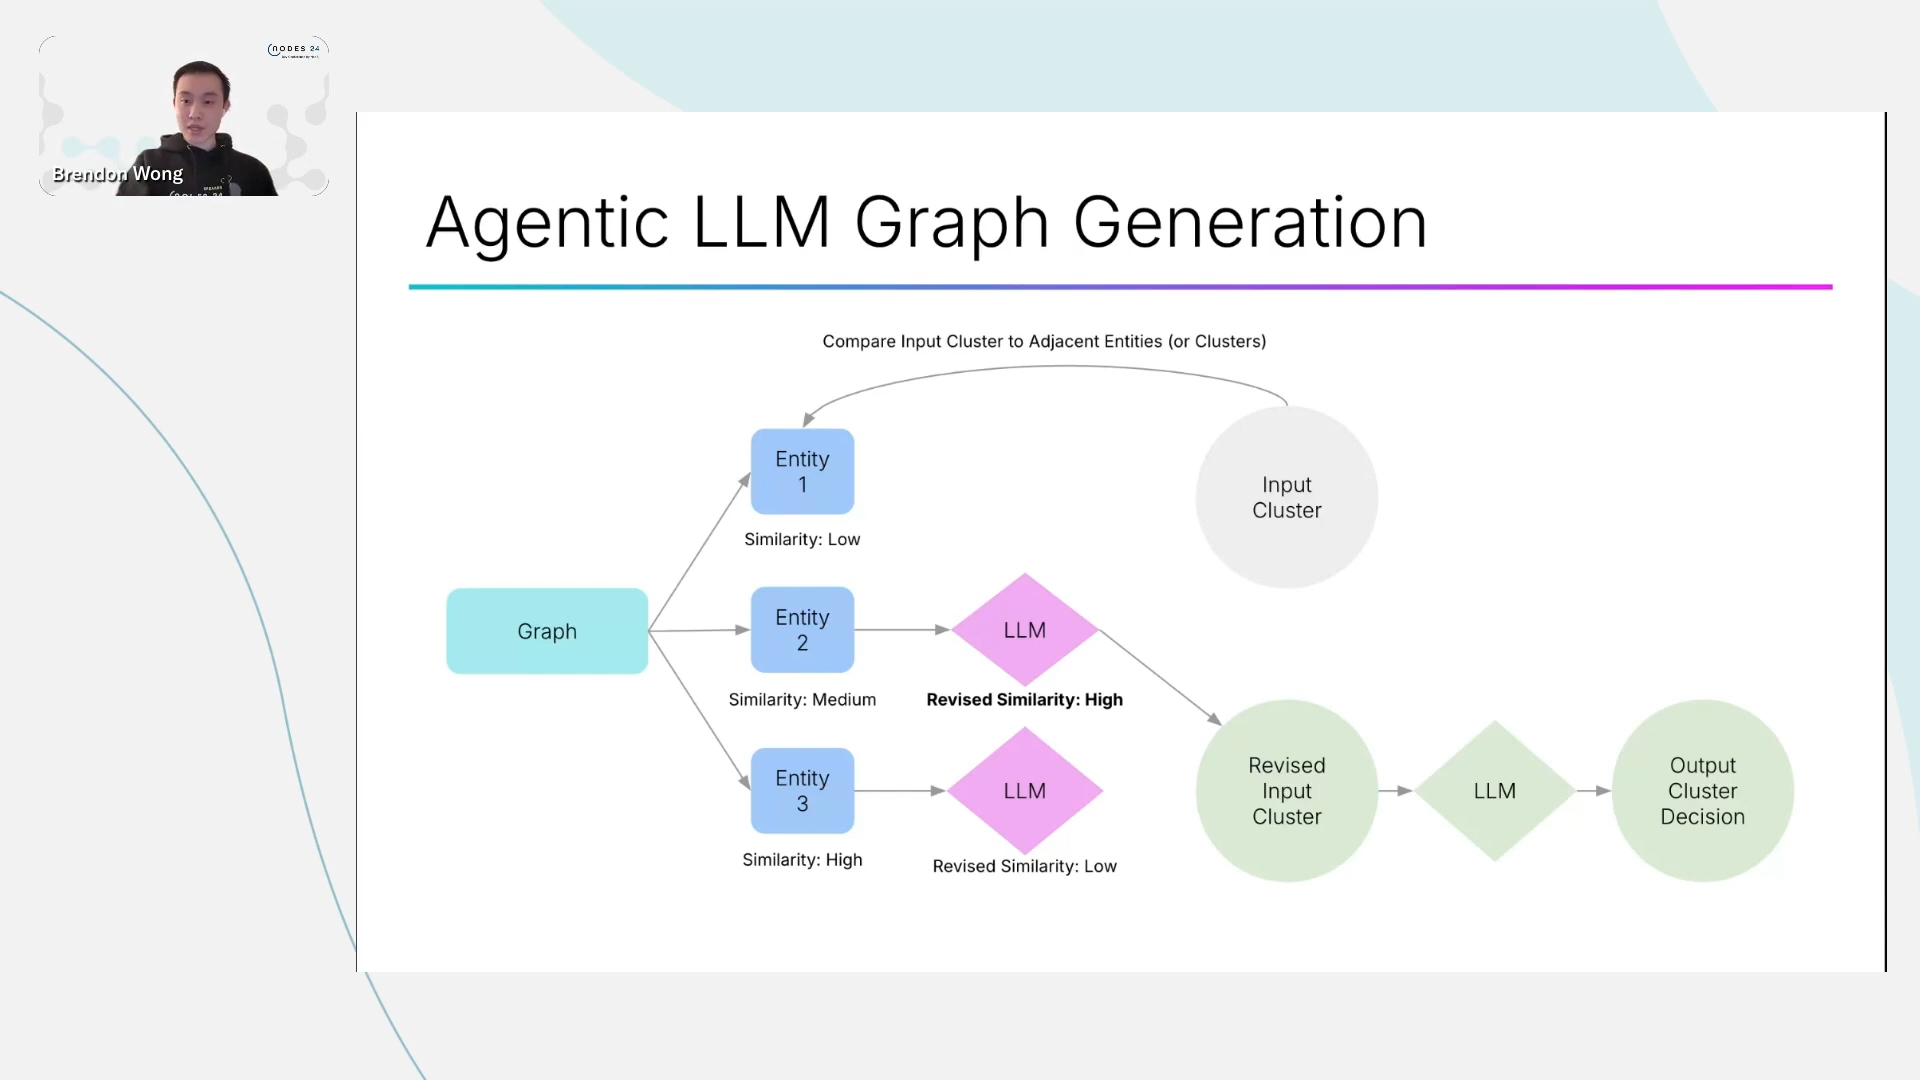 NODES 24
Brendon Wong
Agentic LLM Graph Generation
Compare Input Cluster to Adjacent Entities (or Clusters)
Entity
1
Similarity: Low
Input
Cluster
Graph
Entity
2
Similarity: Medium
LLM
Revised Similarity: High
Entity
3
Similarity: High
LLM
Revised Similarity: Low
Revised
Input
Cluster
LLM
Output
Cluster
Decision